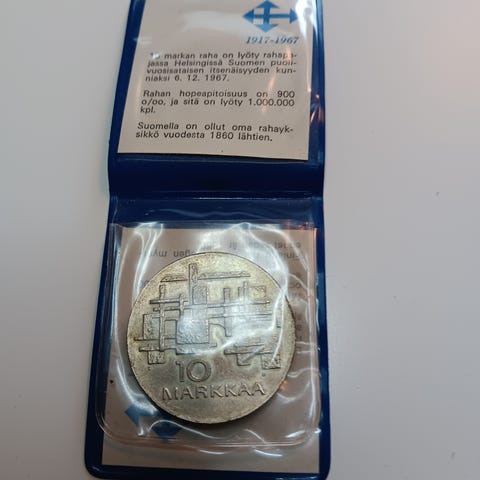 1917-1967
10 markan raha on lyöty rahapa-
jassa Helsingissä Suomen puoli-
vuosisataisen itsenäisyyden kun-
niaksi 6. 12. 1967.
Rahan hopeapitoisuus on 900
o/oo, ja sitä on lyöty 1.000.000
kpl.
Suomella on ollut oma rahayk-
sikkö vuodesta 1860 lähtien.
10
MARKKAA